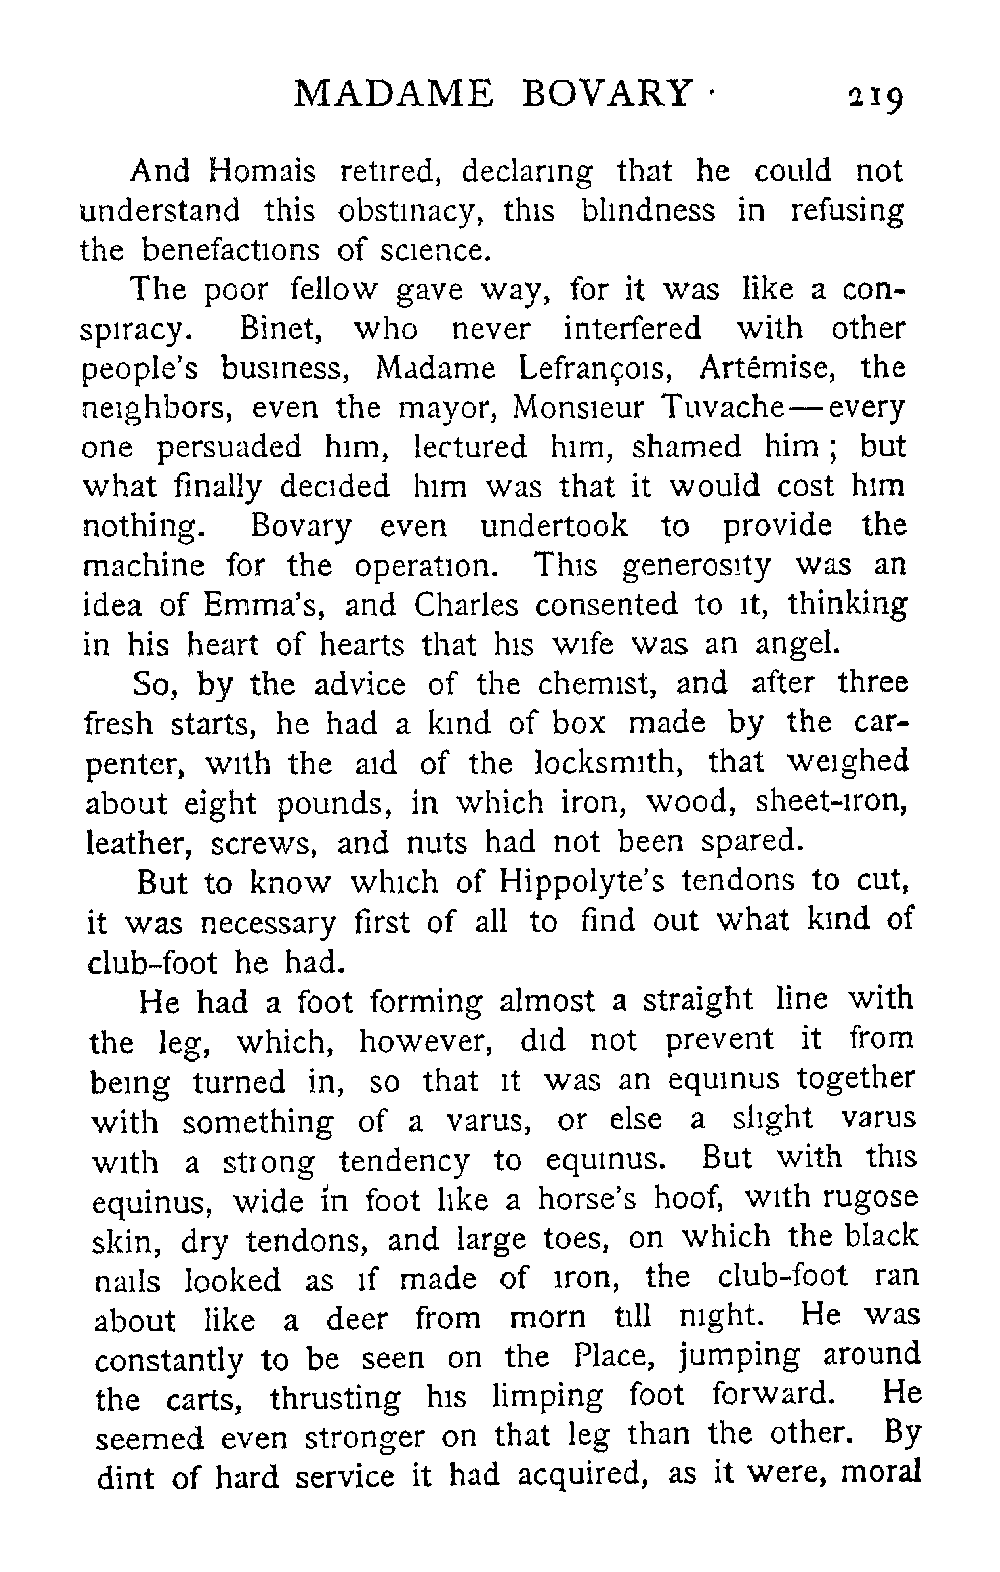 MADAME BOVARY · 219
And Homais retired, declaring that he could not
understand this obstinacy, this blindness in refusing
the benefactions of science.
The poor fellow gave way, for it was like a con-
spiracy. Binet, who never interfered with other
people's business, Madame Lefrançois, Artémise, the
neighbors, even the mayor, Monsieur Tuvache—every
one persuaded him, lectured him, shamed him; but
what finally decided him was that it would cost him
nothing. Bovary even undertook to provide the
machine for the operation. This generosity was an
idea of Emma's, and Charles consented to it, thinking
in his heart of hearts that his wife was an angel.
So, by the advice of the chemist, and after three
fresh starts, he had a kind of box made by the car-
penter, with the aid of the locksmith, that weighed
about eight pounds, in which iron, wood, sheet-iron,
leather, screws, and nuts had not been spared.
But to know which of Hippolyte's tendons to cut,
it was necessary first of all to find out what kind of
club-foot he had.
He had a foot forming almost a straight line with
the leg, which, however, did not prevent it from
being turned in, so that it was an equinus together
with something of a varus, or else a slight varus
with a strong tendency to equinus. But with this
equinus, wide in foot like a horse's hoof, with rugose
skin, dry tendons, and large toes, on which the black
nails looked as if made of iron, the club-foot ran
about like a deer from morn till night. He was
constantly to be seen on the Place, jumping around
the carts, thrusting his limping foot forward. He
seemed even stronger on that leg than the other. By
dint of hard service it had acquired, as it were, moral